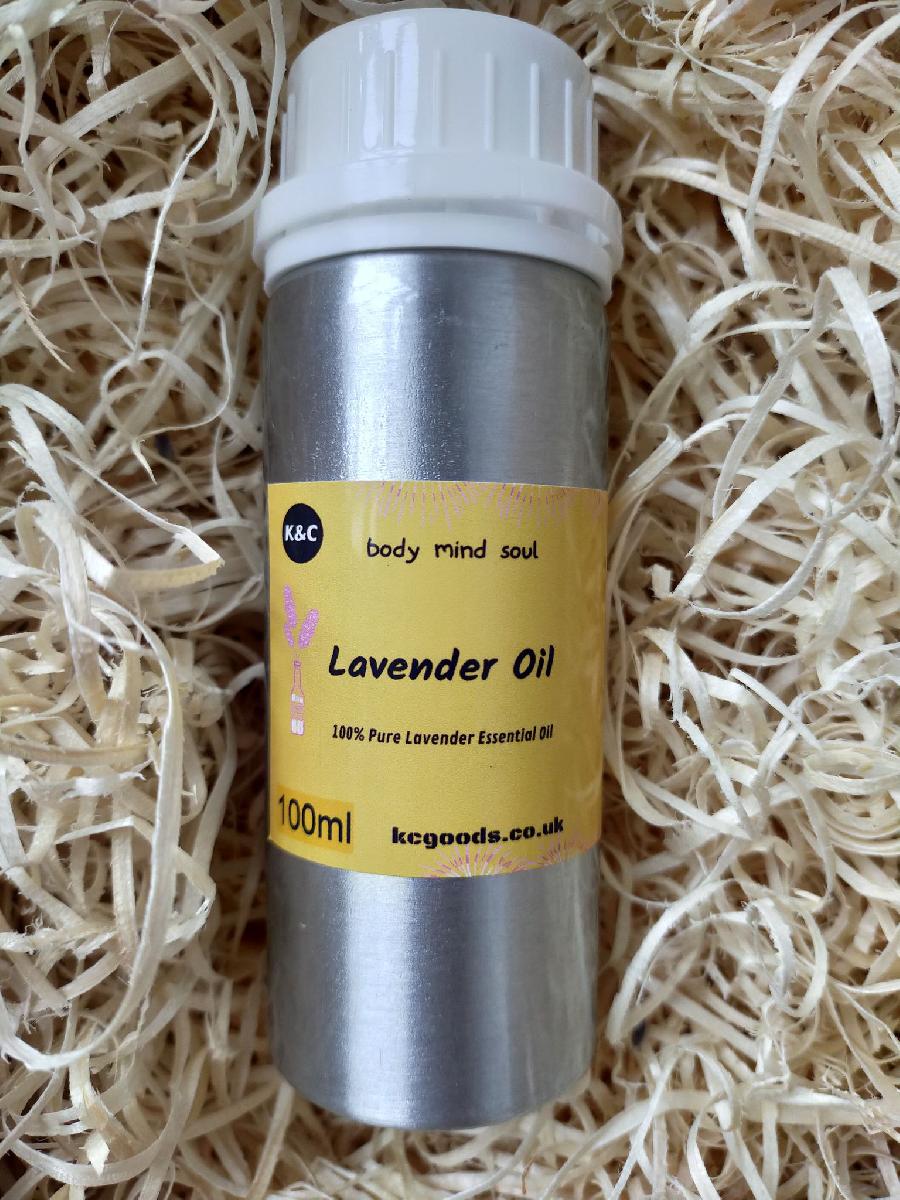 K&C
body mind soul
Lavender Oil
100% Pure Lavender Essential Oil
100ml
kcgoods.co.uk